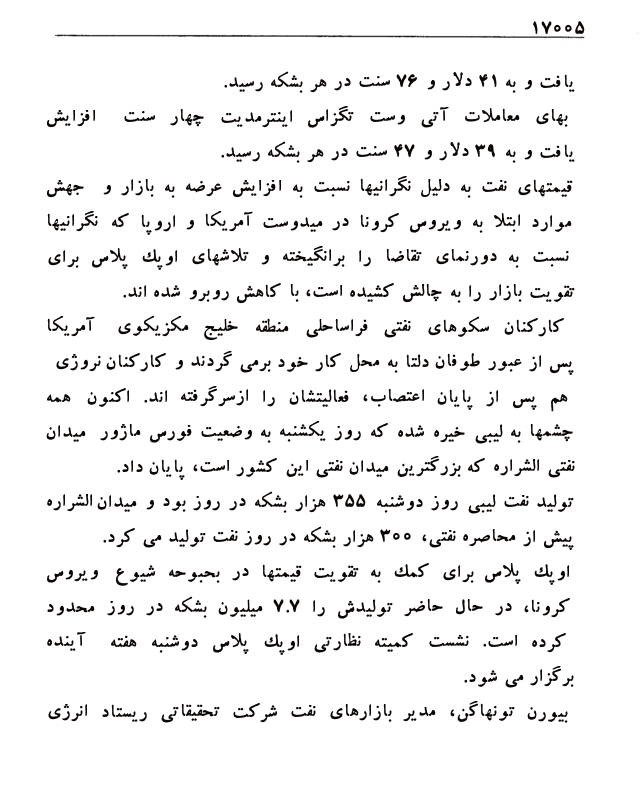 ۱۷۰۰۵
یافت و به ۴۱ دلار و ۷۶ سنت در هر بشکه رسید.
بهای معاملات آتی وست تگزاس اینترمدیت چهار سنت افزایش
یافت و به ۳۹ دلار و ۴۷ سنت در هر بشکه رسید.
قیمتهای نفت به دلیل نگرانیها نسبت به افزایش عرضه به بازار و جهش
موارد ابتلا به ویروس کرونا در میدوست آمریکا و اروپا که نگرانیها
نسبت به دورنمای تقاضا را برانگیخته و تلاشهای اوپك پلاس برای
تقویت بازار را به چالش کشیده است، با کاهش روبرو شده اند.
کارکنان سکوهای نفتی فراساحلی منطقه خلیج مکزیکوی آمریکا
پس از عبور طوفان دلتا به محل کار خود برمی گردند و کارکنان نروژی
هم پس از پایان اعتصاب، فعالیتشان را ازسرگرفته اند. اکنون همه
چشمها به لیبی خیره شده که روز یکشنبه به وضعیت فورس ماژور میدان
نفتی الشراره که بزرگترین میدان نفتی این کشور است، پایان داد.
تولید نفت لیبی روز دوشنبه ۳۵۵ هزار بشکه در روز بود و میدان الشراره
پیش از محاصره نفتی، ۳۰۰ هزار بشکه در روز نفت تولید می کرد.
اوپك پلاس برای کمك به تقویت قیمتها در بحبوحه شیوع ویروس
کرونا، در حال حاضر تولیدش را ۷.۷ میلیون بشکه در روز محدود
کرده است. نشست کمیته نظارتی اوپك پلاس دوشنبه هفته آینده
برگزار می شود.
بیورن تونهاگن، مدیر بازارهای نفت شرکت تحقیقاتی ریستاد انرژی